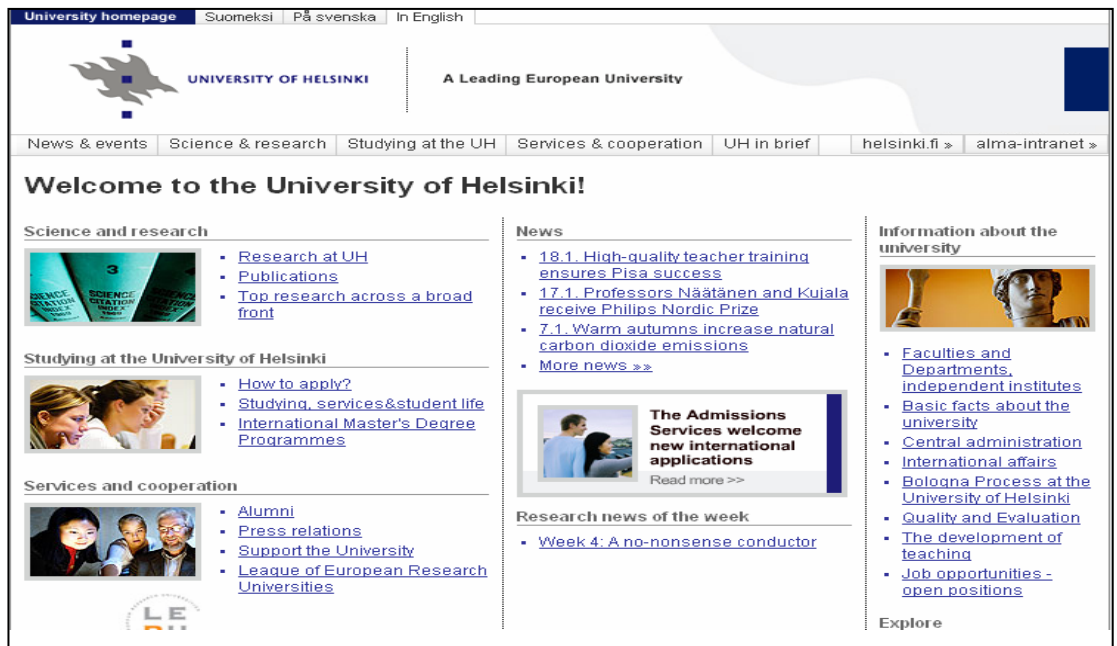 University homepage Suomeksi På svenska In English
UNIVERSITY OF HELSINKI
A Leading European University
News & events Science & research Studying at the UH Services & cooperation UH in brief helsinki.fi » alma-intranet »
Welcome to the University of Helsinki!
Science and research
3
SCIENCE CITATION INDEX 1989
Research at UH
Publications
Top research across a broad
front
Studying at the University of Helsinki
How to apply?
Studying, services&student life
International Master's Degree
Programmes
Services and cooperation
Alumni
Press relations
Support the University
League of European Research
Universities
LE
News
18.1. High-quality teacher training
ensures Pisa success
17.1. Professors Näätänen and Kujala
receive Philips Nordic Prize
7.1. Warm autumns increase natural
carbon dioxide emissions
More news »»
The Admissions
Services welcome
new international
applications
Read more >>
Research news of the week
Week 4: A no-nonsense conductor
Information about the
university
Faculties and
Departments,
independent institutes
Basic facts about the
university
Central administration
International affairs
Bologna Process at the
University of Helsinki
Quality and Evaluation
The development of
teaching
Job opportunities -
open positions
Explore